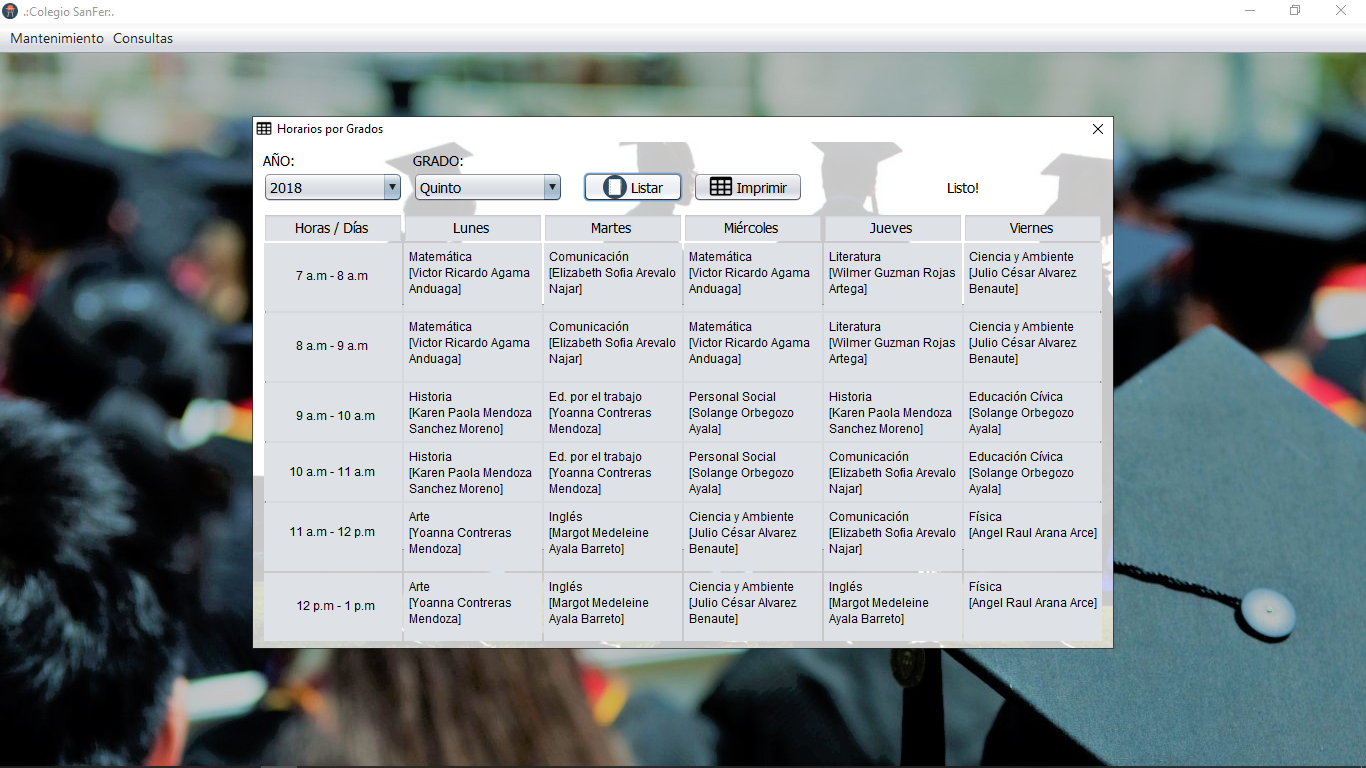 .:Colegio SanFer:.
Mantenimiento Consultas
Horarios por Grados
AÑO: GRADO:
2018 Quinto Listar Imprimir Listo!
Horas / Días Lunes Martes Miércoles Jueves Viernes
Matemática Comunicación Matemática Literatura Ciencia y Ambiente
7 a.m - 8 a.m [Victor Ricardo Agama [Elizabeth Sofia Arevalo [Victor Ricardo Agama [Wilmer Guzman Rojas [Julio César Alvarez
Anduaga] Najar] Anduaga] Artega] Benaute]
Matemática Comunicación Matemática Literatura Ciencia y Ambiente
8 a.m - 9 a.m [Victor Ricardo Agama [Elizabeth Sofia Arevalo [Victor Ricardo Agama [Wilmer Guzman Rojas [Julio César Alvarez
Anduaga] Najar] Anduaga] Artega] Benaute]
Historia Ed. por el trabajo Personal Social Historia Educación Cívica
9 a.m - 10 a.m [Karen Paola Mendoza [Yoanna Contreras [Solange Orbegozo [Karen Paola Mendoza [Solange Orbegozo
Sanchez Moreno] Mendoza] Ayala] Sanchez Moreno] Ayala]
Historia Ed. por el trabajo Personal Social Comunicación Educación Cívica
10 a.m - 11 a.m [Karen Paola Mendoza [Yoanna Contreras [Solange Orbegozo [Elizabeth Sofia Arevalo [Solange Orbegozo
Sanchez Moreno] Mendoza] Ayala] Najar] Ayala]
Arte Inglés Ciencia y Ambiente Comunicación Física
11 a.m - 12 p.m [Yoanna Contreras [Margot Medeleine [Julio César Alvarez [Elizabeth Sofia Arevalo [Angel Raul Arana Arce]
Mendoza] Ayala Barreto] Benaute] Najar]
Arte Inglés Ciencia y Ambiente Inglés Física
12 p.m - 1 p.m [Yoanna Contreras [Margot Medeleine [Julio César Alvarez [Margot Medeleine [Angel Raul Arana Arce]
Mendoza] Ayala Barreto] Benaute] Ayala Barreto]